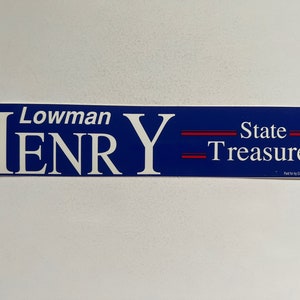 Lowman
HENRY
State
Treasure